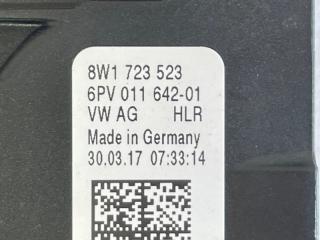 8W1 723 523
6PV 011 642-01
VW AG HLR
Made in Germany
30.03.17 07:33:14